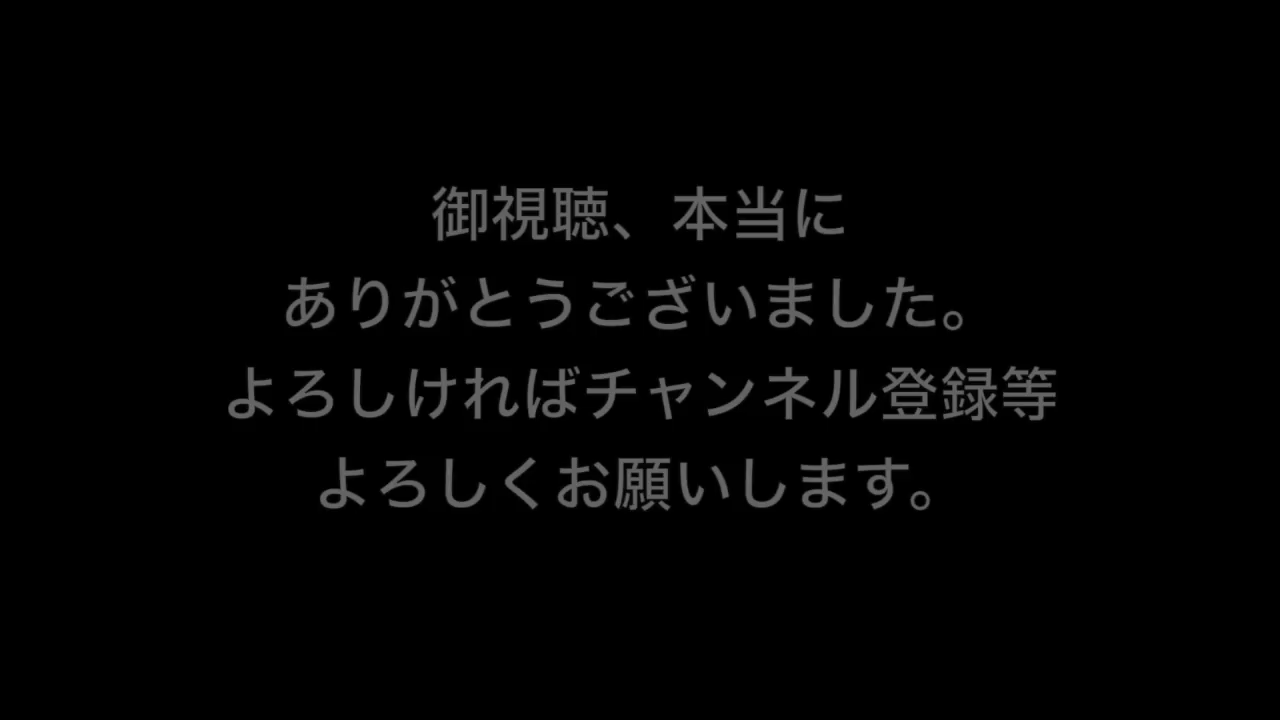 御視聴、本当に
ありがとうございました。
よろしければチャンネル登録等
よろしくお願いします。